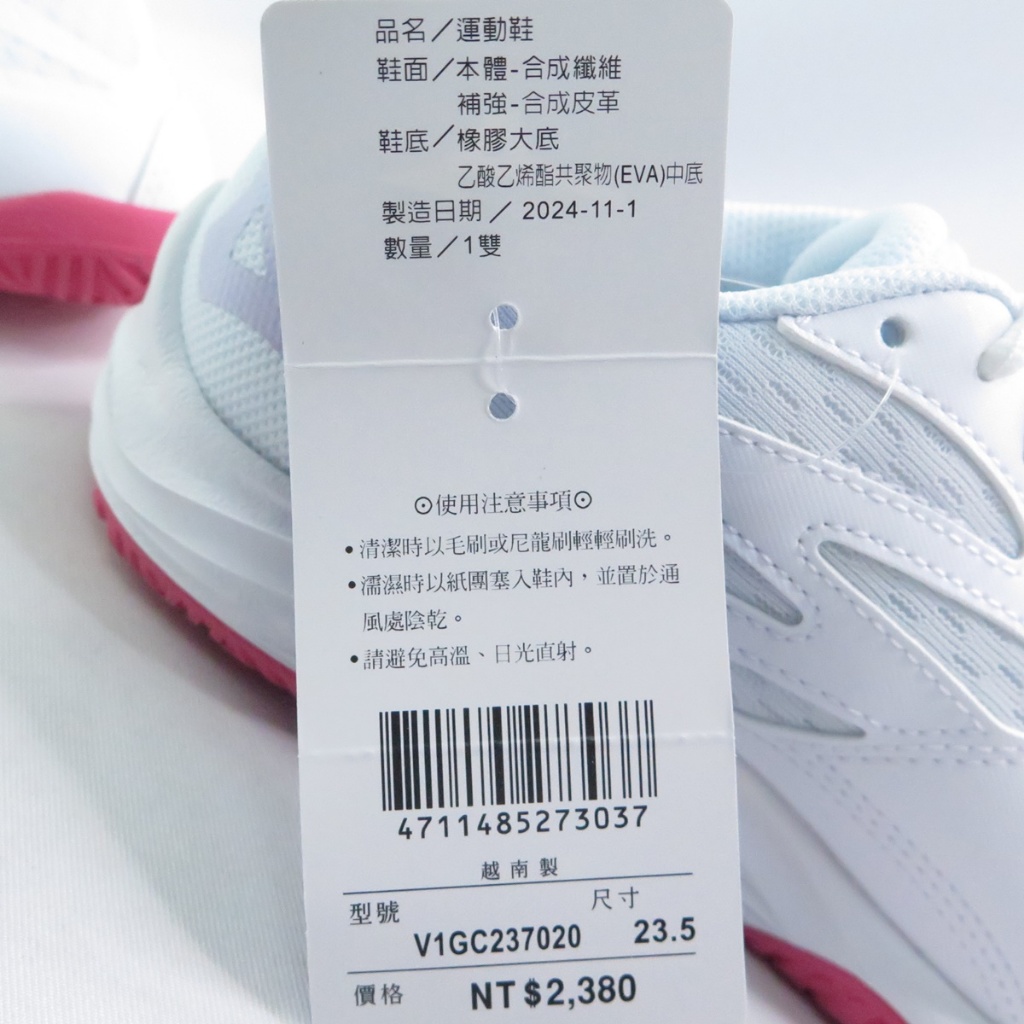 品名／運動鞋
鞋面／本體-合成纖維
補強-合成皮革
鞋底／橡膠大底
乙酸乙烯酯共聚物(EVA)中底
製造日期／2024-11-1
數量／1雙
⊙使用注意事項⊙
•清潔時以毛刷或尼龍刷輕輕刷洗。
•濡濕時以紙團塞入鞋內，並置於通
風處陰乾。
•請避免高溫、日光直射。
4711485273037
越南製
型號 尺寸
V1GC237020 23.5
價格 NT$2,380